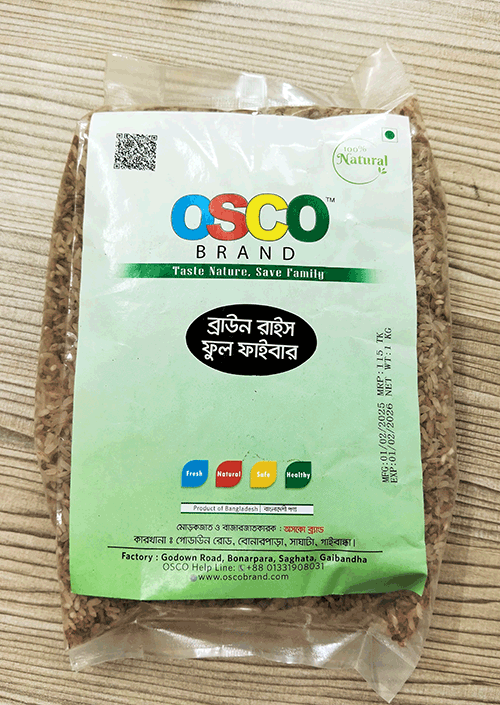 100%
Natural
OSCO™
BRAND
Taste Nature, Save Family
ব্রাউন রাইস
ফুল ফাইবার
MFG:01/02/2025 MRP:115 TK
EXP:01/02/2026 NET WT:1 KG
Fresh
Natural
Safe
Healthy
Product of Bangladesh | বাংলাদেশী পণ্য
মোড়কজাত ও বাজারজাতকারক : অসকো ব্র্যান্ড
কারখানা ঃ গোডাউন রোড, বোনারপাড়া, সাঘাটা, গাইবান্ধা।
Factory : Godown Road, Bonarpara, Saghata, Gaibandha
OSCO Help Line: +88 01331908031
www.oscobrand.com